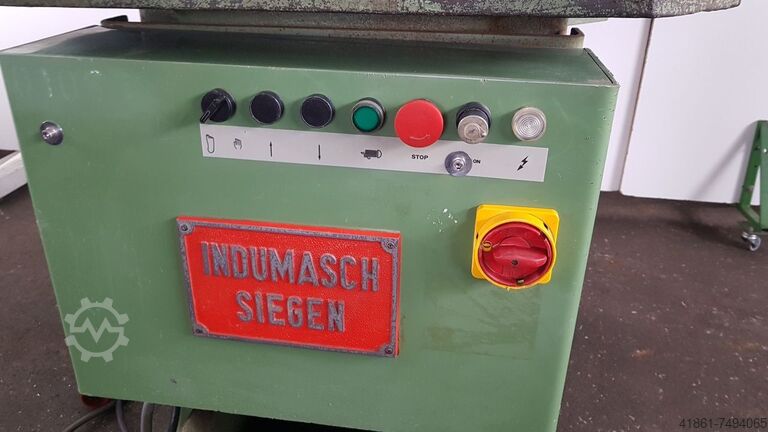 STOP
ON
INDUMASCH
SIEGEN
41861-7494065